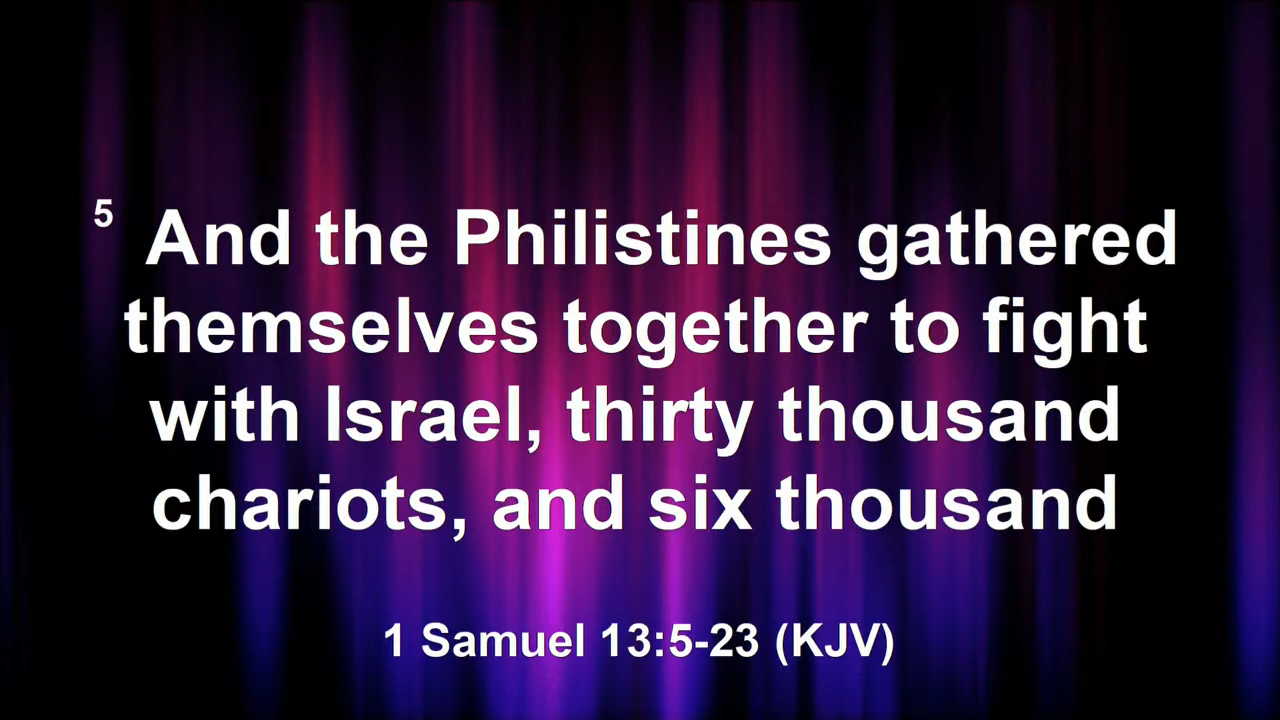 5 And the Philistines gathered
themselves together to fight
with Israel, thirty thousand
chariots, and six thousand
1 Samuel 13:5-23 (KJV)